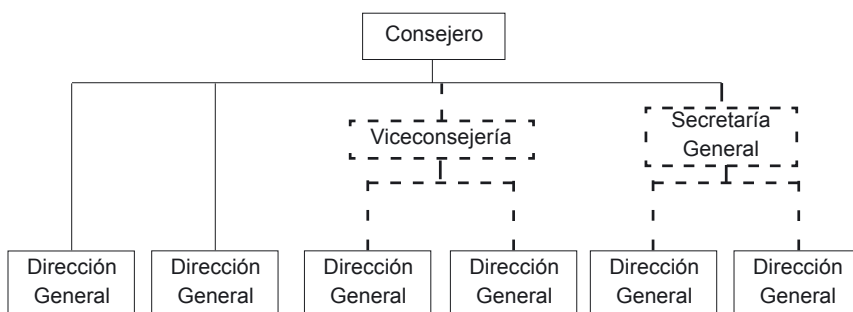 Consejero
Viceconsejería
Secretaría
General
Dirección
General
Dirección
General
Dirección
General
Dirección
General
Dirección
General
Dirección
General